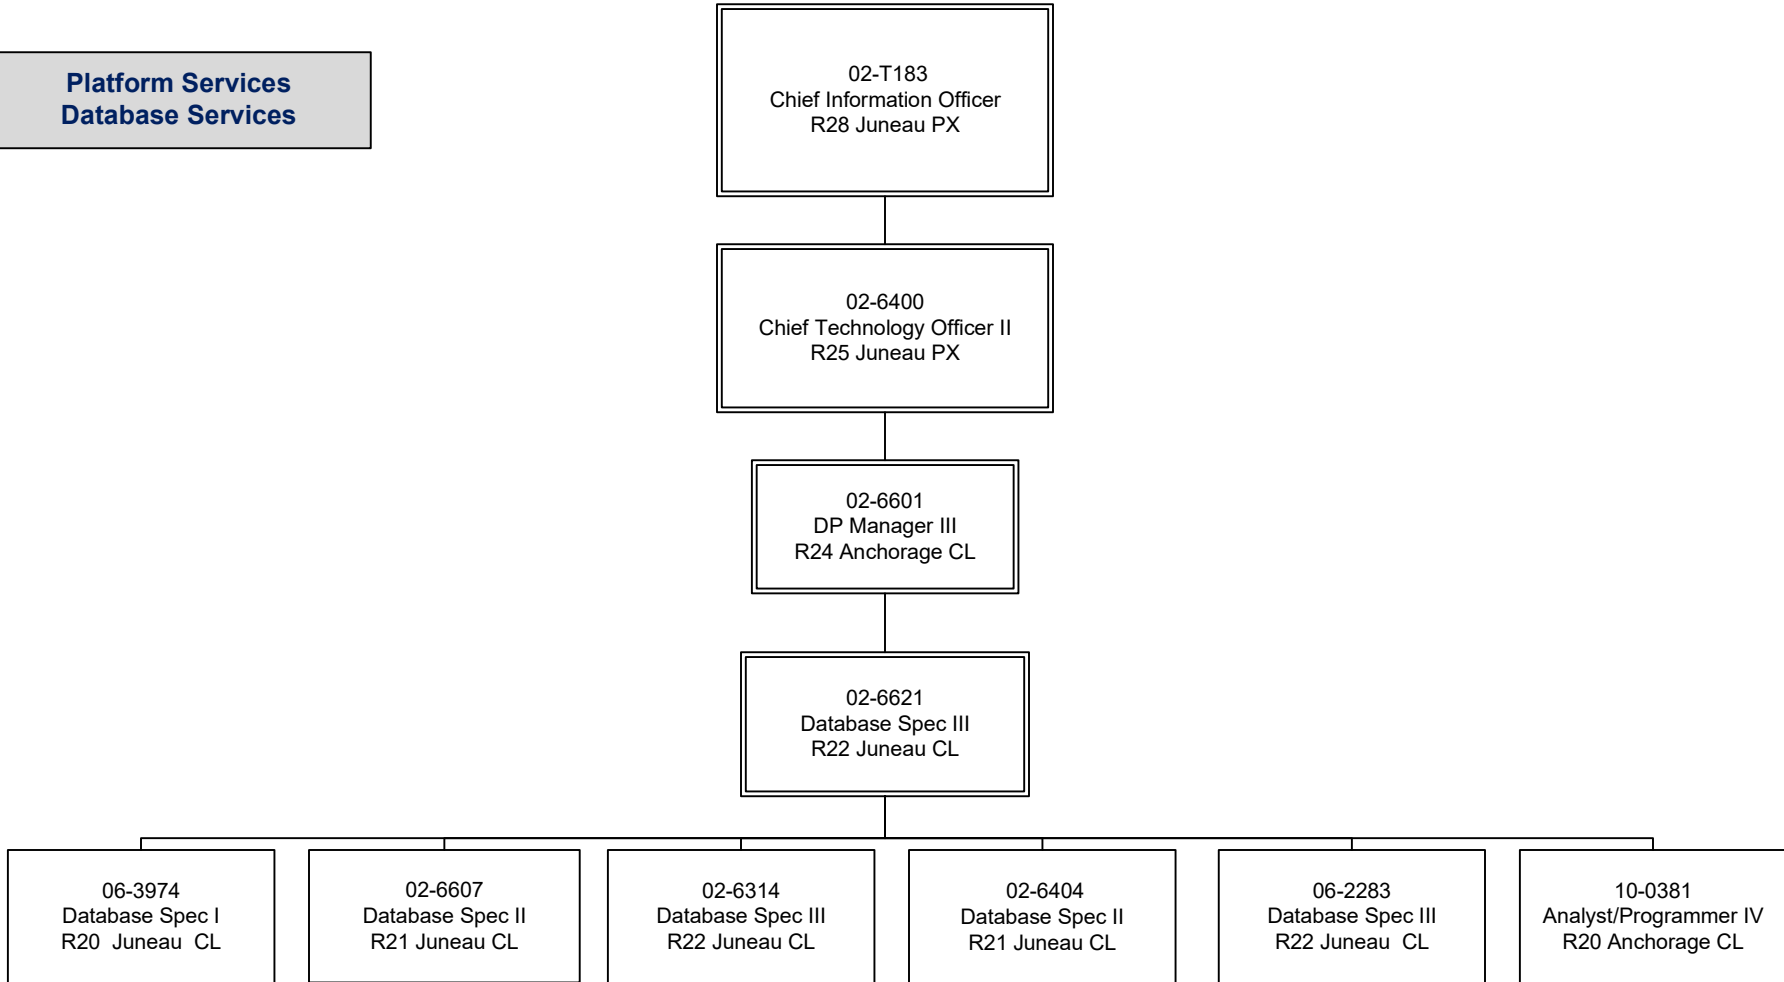 Platform Services
Database Services
02-T183
Chief Information Officer
R28 Juneau PX
02-6400
Chief Technology Officer II
R25 Juneau PX
02-6601
DP Manager III
R24 Anchorage CL
02-6621
Database Spec III
R22 Juneau CL
06-3974
Database Spec I
R20  Juneau  CL
02-6607
Database Spec II
R21 Juneau CL
02-6314
Database Spec III
R22 Juneau CL
02-6404
Database Spec II
R21 Juneau CL
06-2283
Database Spec III
R22 Juneau  CL
10-0381
Analyst/Programmer IV
R20 Anchorage CL